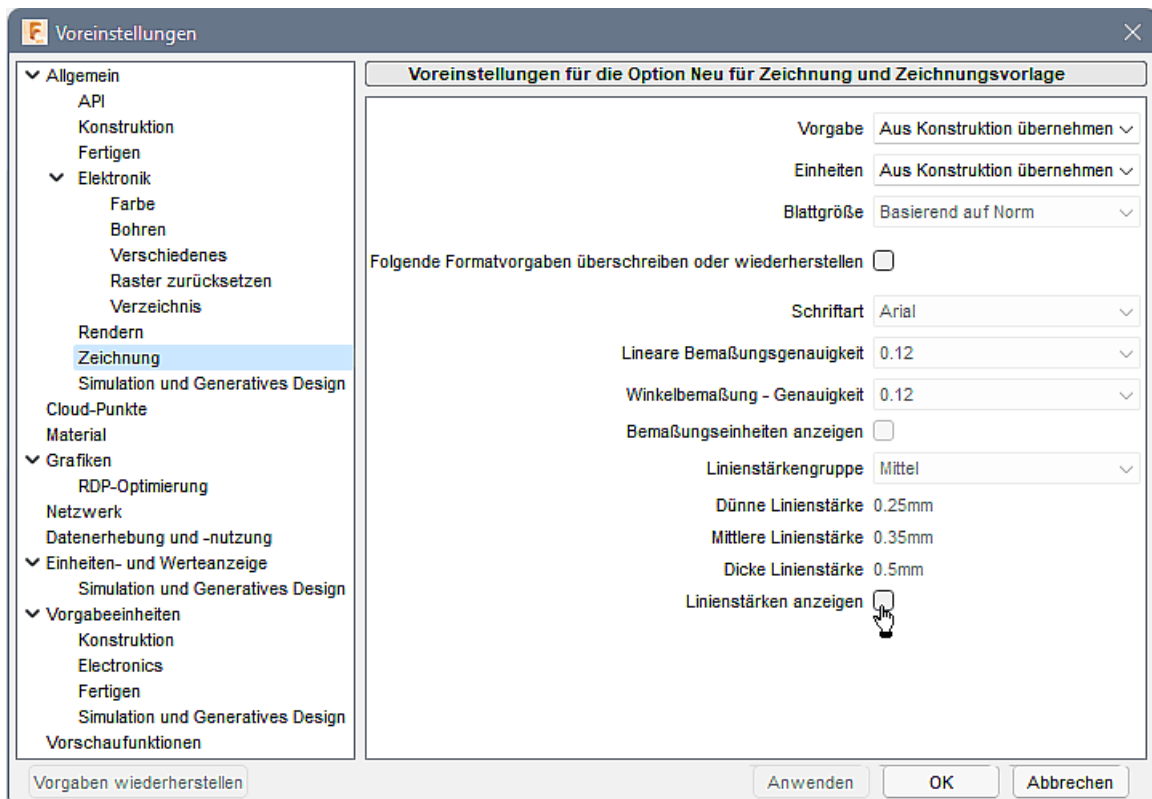 Voreinstellungen
Allgemein
API
Konstruktion
Fertigen
Elektronik
Farbe
Bohren
Verschiedenes
Raster zurücksetzen
Verzeichnis
Rendern
Zeichnung
Simulation und Generatives Design
Cloud-Punkte
Material
Grafiken
RDP-Optimierung
Netzwerk
Datenerhebung und -nutzung
Einheiten- und Werteanzeige
Simulation und Generatives Design
Vorgabeeinheiten
Konstruktion
Electronics
Fertigen
Simulation und Generatives Design
Vorschaufunktionen
Voreinstellungen für die Option Neu für Zeichnung und Zeichnungsvorlage
Vorgabe Aus Konstruktion übernehmen
Einheiten Aus Konstruktion übernehmen
Blattgröße Basierend auf Norm
Folgende Formatvorgaben überschreiben oder wiederherstellen
Schriftart Arial
Lineare Bemaßungsgenauigkeit 0.12
Winkelbemaßung - Genauigkeit 0.12
Bemaßungseinheiten anzeigen
Linienstärkengruppe Mittel
Dünne Linienstärke 0.25mm
Mittlere Linienstärke 0.35mm
Dicke Linienstärke 0.5mm
Linienstärken anzeigen
Vorgaben wiederherstellen Anwenden OK Abbrechen